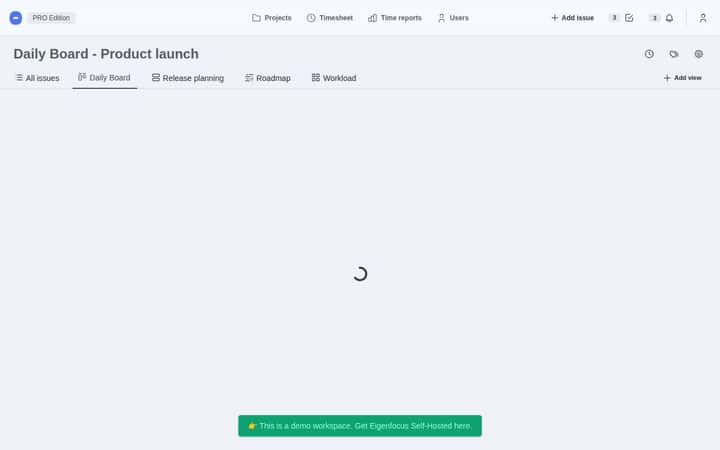 PRO Edition
Projects
Timesheet
Time reports
Users
Add issue
3
3
Daily Board - Product launch
All issues
Daily Board
Release planning
Roadmap
Workload
Add view
👉 This is a demo workspace. Get Eigenfocus Self-Hosted here.